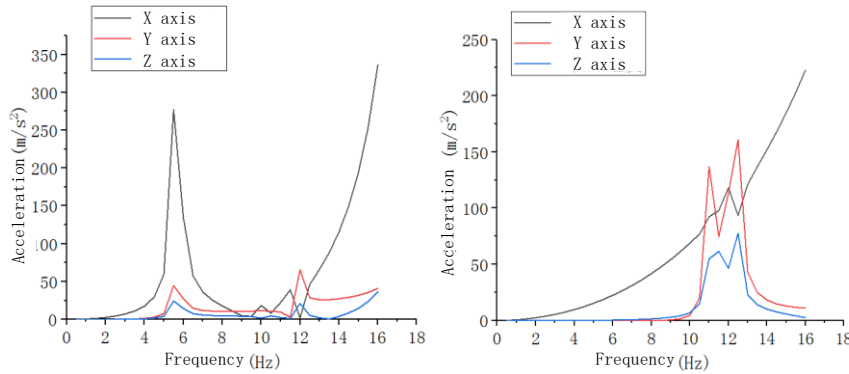 X axis
Y axis
Z axis
Acceleration (m/s²)
350
300
250
200
150
100
50
0
0 2 4 6 8 10 12 14 16 18
Frequency (Hz)
X axis
Y axis
Z axis
Acceleration (m/s²)
250
200
150
100
50
0
0 2 4 6 8 10 12 14 16 18
Frequency (Hz)